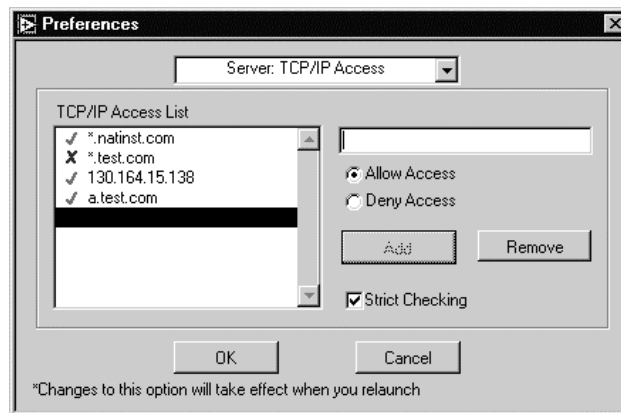 Preferences
Server: TCP/IP Access
TCP/IP Access List
*.natinst.com
*.test.com
130.164.15.138
a.test.com
Allow Access
Deny Access
Add
Remove
Strict Checking
OK
Cancel
*Changes to this option will take effect when you relaunch